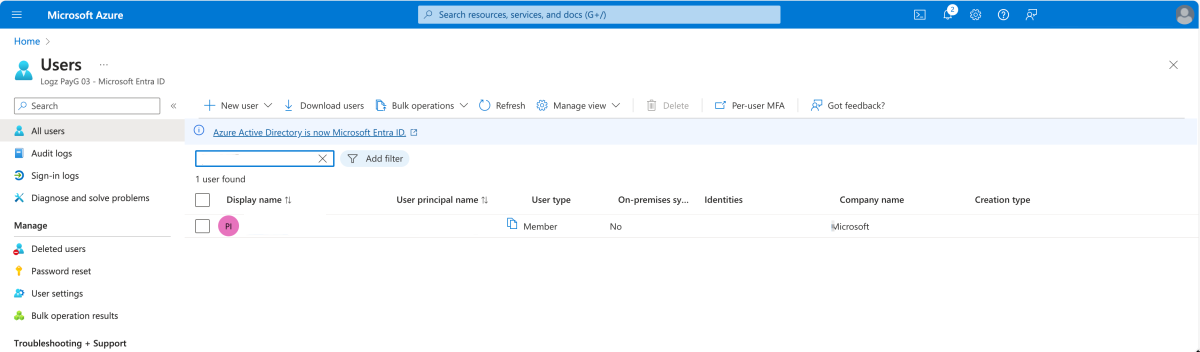 Microsoft Azure
Search resources, services, and docs (G+/)
2
Home >
Users ...
Logz PayG 03 - Microsoft Entra ID
Search
«
New user
Download users
Bulk operations
Refresh
Manage view
Delete
Per-user MFA
Got feedback?
All users
Audit logs
Sign-in logs
Diagnose and solve problems
Manage
Deleted users
Password reset
User settings
Bulk operation results
Troubleshooting + Support
Azure Active Directory is now Microsoft Entra ID.
Add filter
1 user found
Display name ↑↓ User principal name ↑↓ User type On-premises sy... Identities Company name Creation type
PI Member No Microsoft